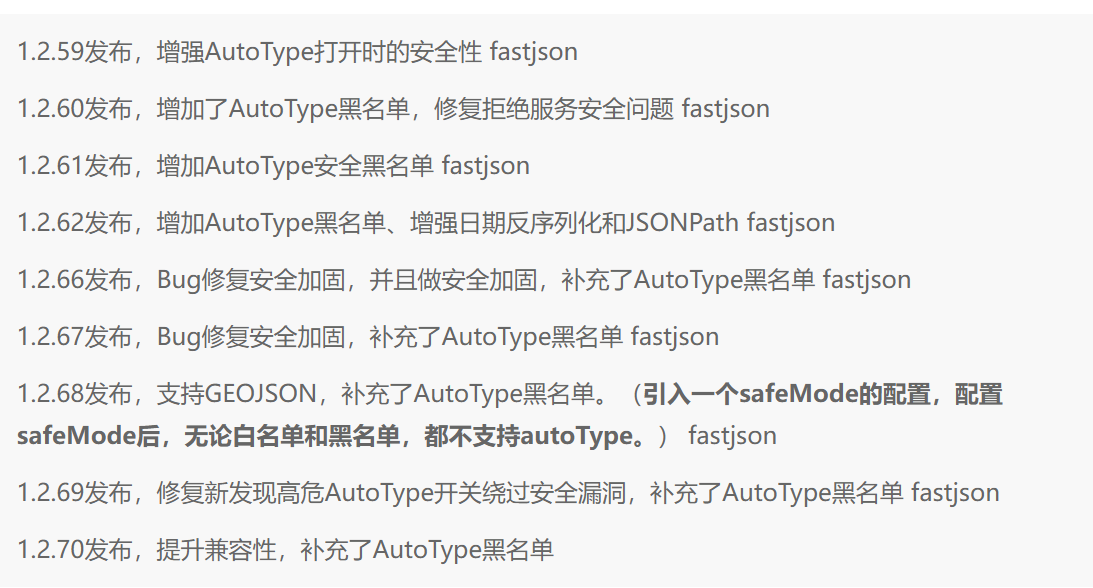 1.2.59发布，增强AutoType打开时的安全性 fastjson
1.2.60发布，增加了AutoType黑名单，修复拒绝服务安全问题 fastjson
1.2.61发布，增加AutoType安全黑名单 fastjson
1.2.62发布，增加AutoType黑名单、增强日期反序列化和JSONPath fastjson
1.2.66发布，Bug修复安全加固，并且做安全加固，补充了AutoType黑名单 fastjson
1.2.67发布，Bug修复安全加固，补充了AutoType黑名单 fastjson
1.2.68发布，支持GEOJSON，补充了AutoType黑名单。（引入一个safeMode的配置，配置
safeMode后，无论白名单和黑名单，都不支持autoType。） fastjson
1.2.69发布，修复新发现高危AutoType开关绕过安全漏洞，补充了AutoType黑名单 fastjson
1.2.70发布，提升兼容性，补充了AutoType黑名单